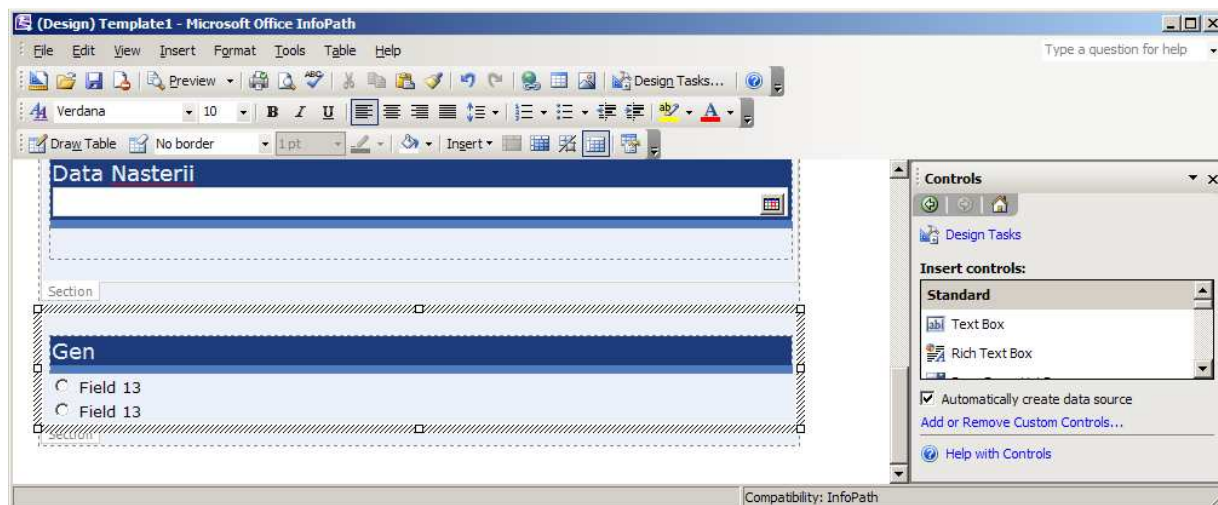 (Design) Template1 - Microsoft Office InfoPath
File Edit View Insert Format Tools Table Help Type a question for help
Preview Design Tasks...
Verdana 10 B I U
Draw Table No border 1 pt Insert
Data Nasterii
Section
Gen
Field 13
Field 13
Section
Controls
Design Tasks
Insert controls:
Standard
Text Box
Rich Text Box
Automatically create data source
Add or Remove Custom Controls...
Help with Controls
Compatibility: InfoPath